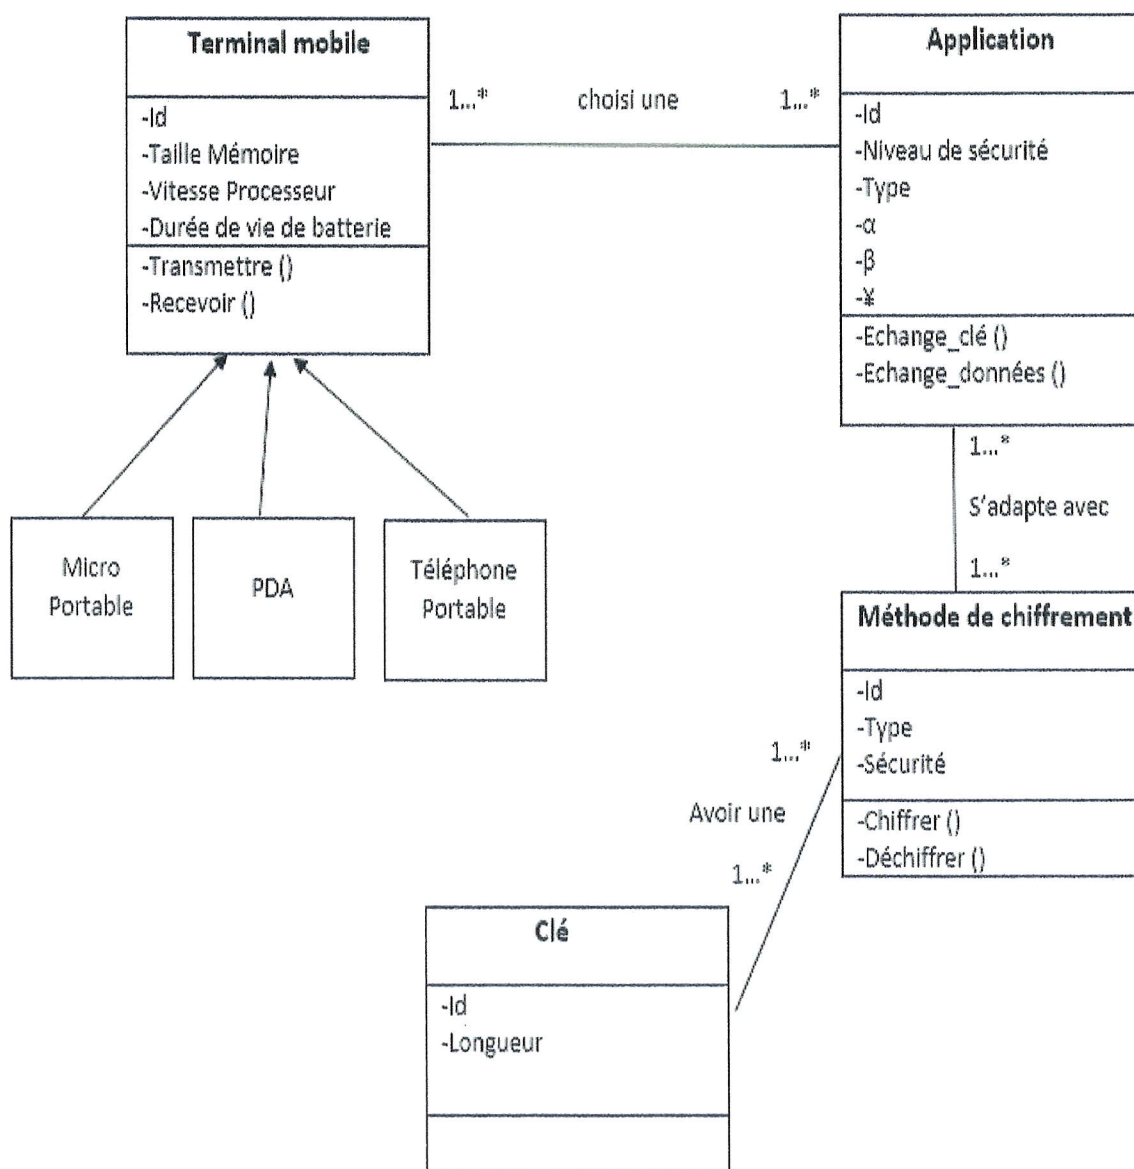 Terminal mobile
-Id
-Taille Mémoire
-Vitesse Processeur
-Durée de vie de batterie
-Transmettre ()
-Recevoir ()
1...*
choisi une
1...*
Application
-Id
-Niveau de sécurité
-Type
-α
-β
-¥
-Echange_clé ()
-Echange_données ()
Micro
Portable
PDA
Téléphone
Portable
1...*
S'adapte avec
1...*
Méthode de chiffrement
-Id
-Type
-Sécurité
-Chiffrer ()
-Déchiffrer ()
1...*
Avoir une
1...*
Clé
-Id
-Longueur